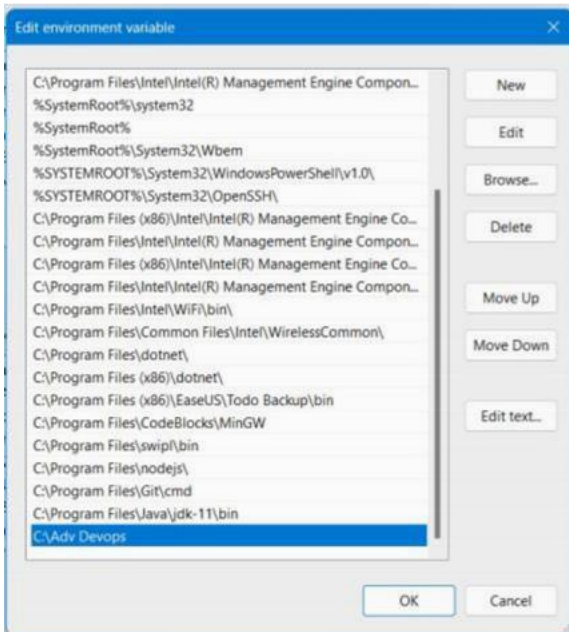 Edit environment variable
C:\Program Files\Intel\Intel(R) Management Engine Compon...
%SystemRoot%\system32
%SystemRoot%
%SystemRoot%\System32\Wbem
%SYSTEMROOT%\System32\WindowsPowerShell\v1.0\
%SYSTEMROOT%\System32\OpenSSH\
C:\Program Files (x86)\Intel\Intel(R) Management Engine Co...
C:\Program Files\Intel\Intel(R) Management Engine Compon...
C:\Program Files (x86)\Intel\Intel(R) Management Engine Co...
C:\Program Files\Intel\Intel(R) Management Engine Compon...
C:\Program Files\Intel\WiFi\bin\
C:\Program Files\Common Files\Intel\WirelessCommon\
C:\Program Files\dotnet\
C:\Program Files (x86)\dotnet\
C:\Program Files (x86)\EaseUS\Todo Backup\bin
C:\Program Files\CodeBlocks\MinGW
C:\Program Files\swipl\bin
C:\Program Files\nodejs\
C:\Program Files\Git\cmd
C:\Program Files\Java\jdk-11\bin
C:\Adv Devops
New
Edit
Browse...
Delete
Move Up
Move Down
Edit text...
OK
Cancel